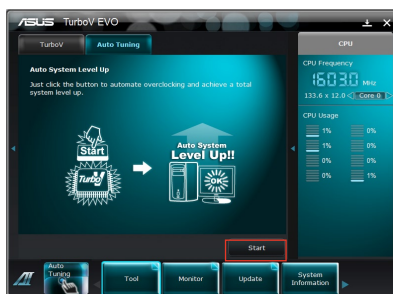 ASUS TurboV EVO
TurboV
Auto Tuning
CPU
Auto System Level Up
Just click the button to automate overclocking and achieve a total
system level up.
CPU Frequency
1603.0 MHz
133.6 x 12.0
Core 0
CPU Usage
1% 0%
1% 0%
0% 0%
0% 1%
Start
Turbo!
Auto System
Level Up!!
OK
Start
Auto
Tuning
Tool
Monitor
Update
System
Information